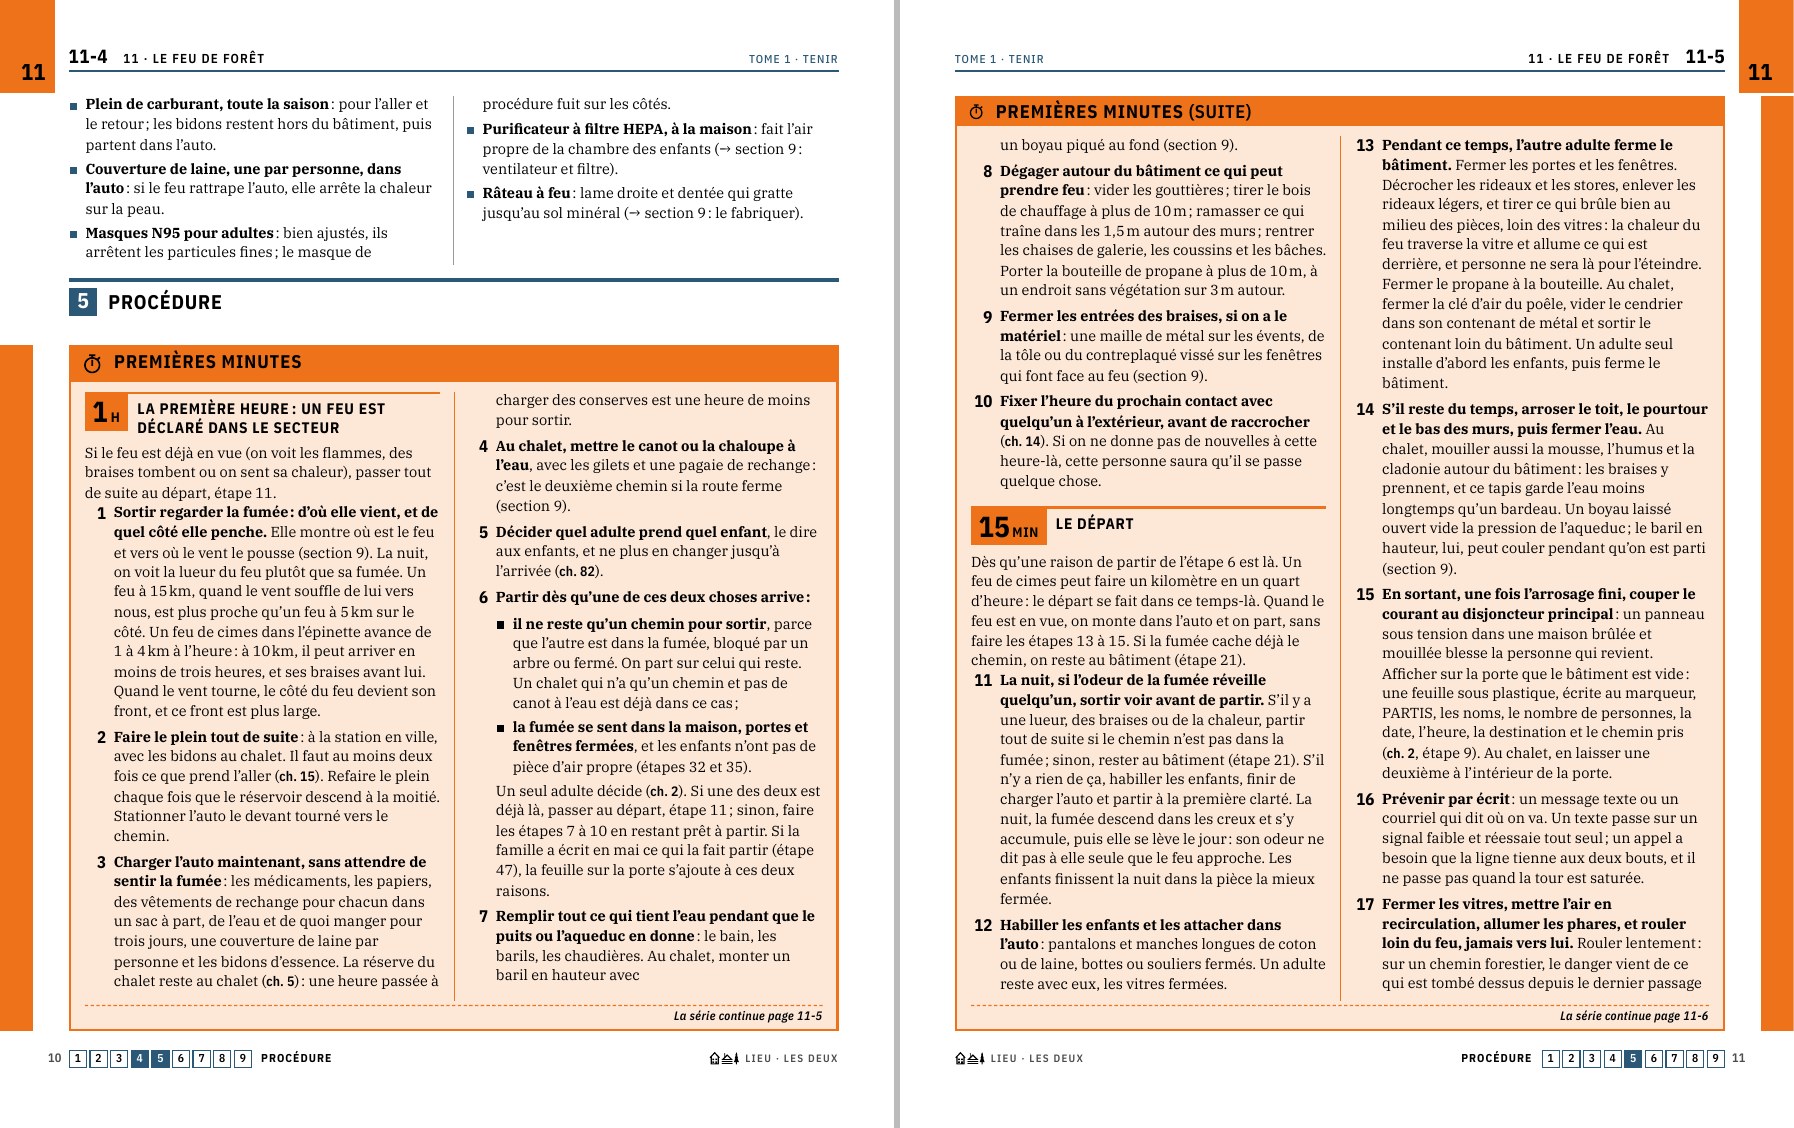 11
11-4 11 · LE FEU DE FORÊT
TOME 1 · TENIR
Plein de carburant, toute la saison : pour l’aller et
le retour ; les bidons restent hors du bâtiment, puis
partent dans l’auto.
Couverture de laine, une par personne, dans
l’auto : si le feu rattrape l’auto, elle arrête la chaleur
sur la peau.
Masques N95 pour adultes : bien ajustés, ils
arrêtent les particules fines ; le masque de
procédure fuit sur les côtés.
Purificateur à filtre HEPA, à la maison : fait l’air
propre de la chambre des enfants (→ section 9 :
ventilateur et filtre).
Râteau à feu : lame droite et dentée qui gratte
jusqu’au sol minéral (→ section 9 : le fabriquer).
5 PROCÉDURE
PREMIÈRES MINUTES
1 H LA PREMIÈRE HEURE : UN FEU EST
DÉCLARÉ DANS LE SECTEUR
Si le feu est déjà en vue (on voit les flammes, des
braises tombent ou on sent sa chaleur), passer tout
de suite au départ, étape 11.
1 Sortir regarder la fumée : d’où elle vient, et de
quel côté elle penche. Elle montre où est le feu
et vers où le vent le pousse (section 9). La nuit,
on voit la lueur du feu plutôt que sa fumée. Un
feu à 15 km, quand le vent souffle de lui vers
nous, est plus proche qu’un feu à 5 km sur le
côté. Un feu de cimes dans l’épinette avance de
1 à 4 km à l’heure : à 10 km, il peut arriver en
moins de trois heures, et ses braises avant lui.
Quand le vent tourne, le côté du feu devient son
front, et ce front est plus large.
2 Faire le plein tout de suite : à la station en ville,
avec les bidons au chalet. Il faut au moins deux
fois ce que prend l’aller (ch. 15). Refaire le plein
chaque fois que le réservoir descend à la moitié.
Stationner l’auto le devant tourné vers le
chemin.
3 Charger l’auto maintenant, sans attendre de
sentir la fumée : les médicaments, les papiers,
des vêtements de rechange pour chacun dans
un sac à part, de l’eau et de quoi manger pour
trois jours, une couverture de laine par
personne et les bidons d’essence. La réserve du
chalet reste au chalet (ch. 5) : une heure passée à
charger des conserves est une heure de moins
pour sortir.
4 Au chalet, mettre le canot ou la chaloupe à
l’eau, avec les gilets et une pagaie de rechange :
c’est le deuxième chemin si la route ferme
(section 9).
5 Décider quel adulte prend quel enfant, le dire
aux enfants, et ne plus en changer jusqu’à
l’arrivée (ch. 82).
6 Partir dès qu’une de ces deux choses arrive :
il ne reste qu’un chemin pour sortir, parce
que l’autre est dans la fumée, bloqué par un
arbre ou fermé. On part sur celui qui reste.
Un chalet qui n’a qu’un chemin et pas de
canot à l’eau est déjà dans ce cas ;
la fumée se sent dans la maison, portes et
fenêtres fermées, et les enfants n’ont pas de
pièce d’air propre (étapes 32 et 35).
Un seul adulte décide (ch. 2). Si une des deux est
déjà là, passer au départ, étape 11 ; sinon, faire
les étapes 7 à 10 en restant prêt à partir. Si la
famille a écrit en mai ce qui la fait partir (étape
47), la feuille sur la porte s’ajoute à ces deux
raisons.
7 Remplir tout ce qui tient l’eau pendant que le
puits ou l’aqueduc en donne : le bain, les
barils, les chaudières. Au chalet, monter un
baril en hauteur avec
La série continue page 11-5
10 1 2 3 4 5 6 7 8 9 PROCÉDURE
LIEU · LES DEUX
TOME 1 · TENIR
11 · LE FEU DE FORÊT 11-5
11
PREMIÈRES MINUTES (SUITE)
un boyau piqué au fond (section 9).
8 Dégager autour du bâtiment ce qui peut
prendre feu : vider les gouttières ; tirer le bois
de chauffage à plus de 10 m ; ramasser ce qui
traîne dans les 1,5 m autour des murs ; rentrer
les chaises de galerie, les coussins et les bâches.
Porter la bouteille de propane à plus de 10 m, à
un endroit sans végétation sur 3 m autour.
9 Fermer les entrées des braises, si on a le
matériel : une maille de métal sur les évents, de
la tôle ou du contreplaqué vissé sur les fenêtres
qui font face au feu (section 9).
10 Fixer l’heure du prochain contact avec
quelqu’un à l’extérieur, avant de raccrocher
(ch. 14). Si on ne donne pas de nouvelles à cette
heure-là, cette personne saura qu’il se passe
quelque chose.
15 MIN LE DÉPART
Dès qu’une raison de partir de l’étape 6 est là. Un
feu de cimes peut faire un kilomètre en un quart
d’heure : le départ se fait dans ce temps-là. Quand le
feu est en vue, on monte dans l’auto et on part, sans
faire les étapes 13 à 15. Si la fumée cache déjà le
chemin, on reste au bâtiment (étape 21).
11 La nuit, si l’odeur de la fumée réveille
quelqu’un, sortir voir avant de partir. S’il y a
une lueur, des braises ou de la chaleur, partir
tout de suite si le chemin n’est pas dans la
fumée ; sinon, rester au bâtiment (étape 21). S’il
n’y a rien de ça, habiller les enfants, finir de
charger l’auto et partir à la première clarté. La
nuit, la fumée descend dans les creux et s’y
accumule, puis elle se lève le jour : son odeur ne
dit pas à elle seule que le feu approche. Les
enfants finissent la nuit dans la pièce la mieux
fermée.
12 Habiller les enfants et les attacher dans
l’auto : pantalons et manches longues de coton
ou de laine, bottes ou souliers fermés. Un adulte
reste avec eux, les vitres fermées.
13 Pendant ce temps, l’autre adulte ferme le
bâtiment. Fermer les portes et les fenêtres.
Décrocher les rideaux et les stores, enlever les
rideaux légers, et tirer ce qui brûle bien au
milieu des pièces, loin des vitres : la chaleur du
feu traverse la vitre et allume ce qui est
derrière, et personne ne sera là pour l’éteindre.
Fermer le propane à la bouteille. Au chalet,
fermer la clé d’air du poêle, vider le cendrier
dans son contenant de métal et sortir le
contenant loin du bâtiment. Un adulte seul
installe d’abord les enfants, puis ferme le
bâtiment.
14 S’il reste du temps, arroser le toit, le pourtour
et le bas des murs, puis fermer l’eau. Au
chalet, mouiller aussi la mousse, l’humus et la
cladonie autour du bâtiment : les braises y
prennent, et ce tapis garde l’eau moins
longtemps qu’un bardeau. Un boyau laissé
ouvert vide la pression de l’aqueduc ; le baril en
hauteur, lui, peut couler pendant qu’on est parti
(section 9).
15 En sortant, une fois l’arrosage fini, couper le
courant au disjoncteur principal : un panneau
sous tension dans une maison brûlée et
mouillée blesse la personne qui revient.
Afficher sur la porte que le bâtiment est vide :
une feuille sous plastique, écrite au marqueur,
PARTIS, les noms, le nombre de personnes, la
date, l’heure, la destination et le chemin pris
(ch. 2, étape 9). Au chalet, en laisser une
deuxième à l’intérieur de la porte.
16 Prévenir par écrit : un message texte ou un
courriel qui dit où on va. Un texte passe sur un
signal faible et réessaie tout seul ; un appel a
besoin que la ligne tienne aux deux bouts, et il
ne passe pas quand la tour est saturée.
17 Fermer les vitres, mettre l’air en
recirculation, allumer les phares, et rouler
loin du feu, jamais vers lui. Rouler lentement :
sur un chemin forestier, le danger vient de ce
qui est tombé dessus depuis le dernier passage
La série continue page 11-6
LIEU · LES DEUX
PROCÉDURE 1 2 3 4 5 6 7 8 9 11